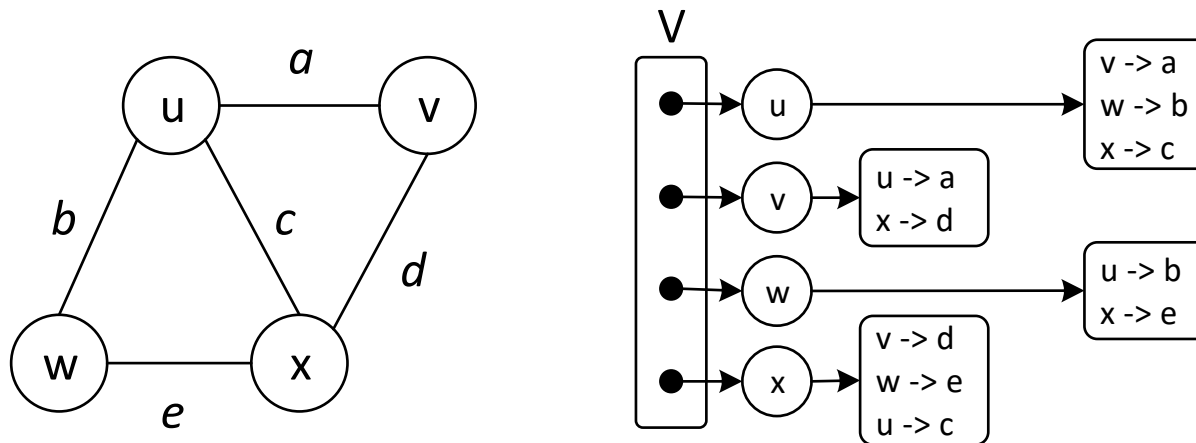 a
u
v
b
c
d
w
x
e
V
u
v -> a
w -> b
x -> c
v
u -> a
x -> d
w
u -> b
x -> e
x
v -> d
w -> e
u -> c